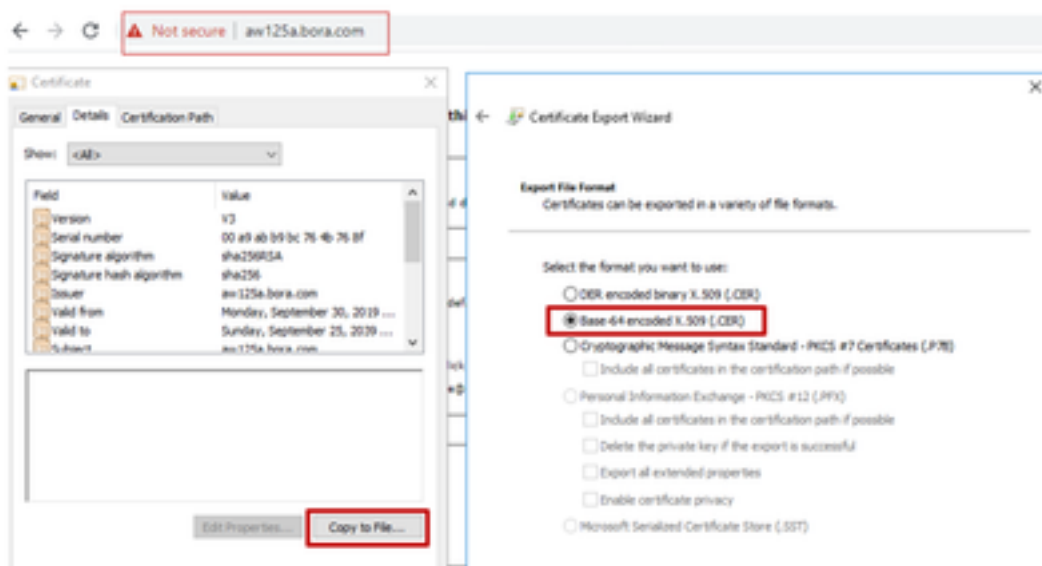 Not secure | aw125a.bora.com
Certificate
General Details Certification Path
Show: <All>
Field Value
Version V3
Serial number 00 a9 ab b9 bc 76 4b 76 8f
Signature algorithm sha256RSA
Signature hash algorithm sha256
Issuer aw125a.bora.com
Valid from Monday, September 30, 2019 ...
Valid to Sunday, September 25, 2039 ...
Subject aw125a.bora.com
Edit Properties... Copy to File...
Certificate Export Wizard
Export File Format
Certificates can be exported in a variety of file formats.
Select the format you want to use:
DER encoded binary X.509 (.CER)
Base-64 encoded X.509 (.CER)
Cryptographic Message Syntax Standard - PKCS #7 Certificates (.P7B)
Include all certificates in the certification path if possible
Personal Information Exchange - PKCS #12 (.PFX)
Include all certificates in the certification path if possible
Delete the private key if the export is successful
Export all extended properties
Enable certificate privacy
Microsoft Serialized Certificate Store (.SST)